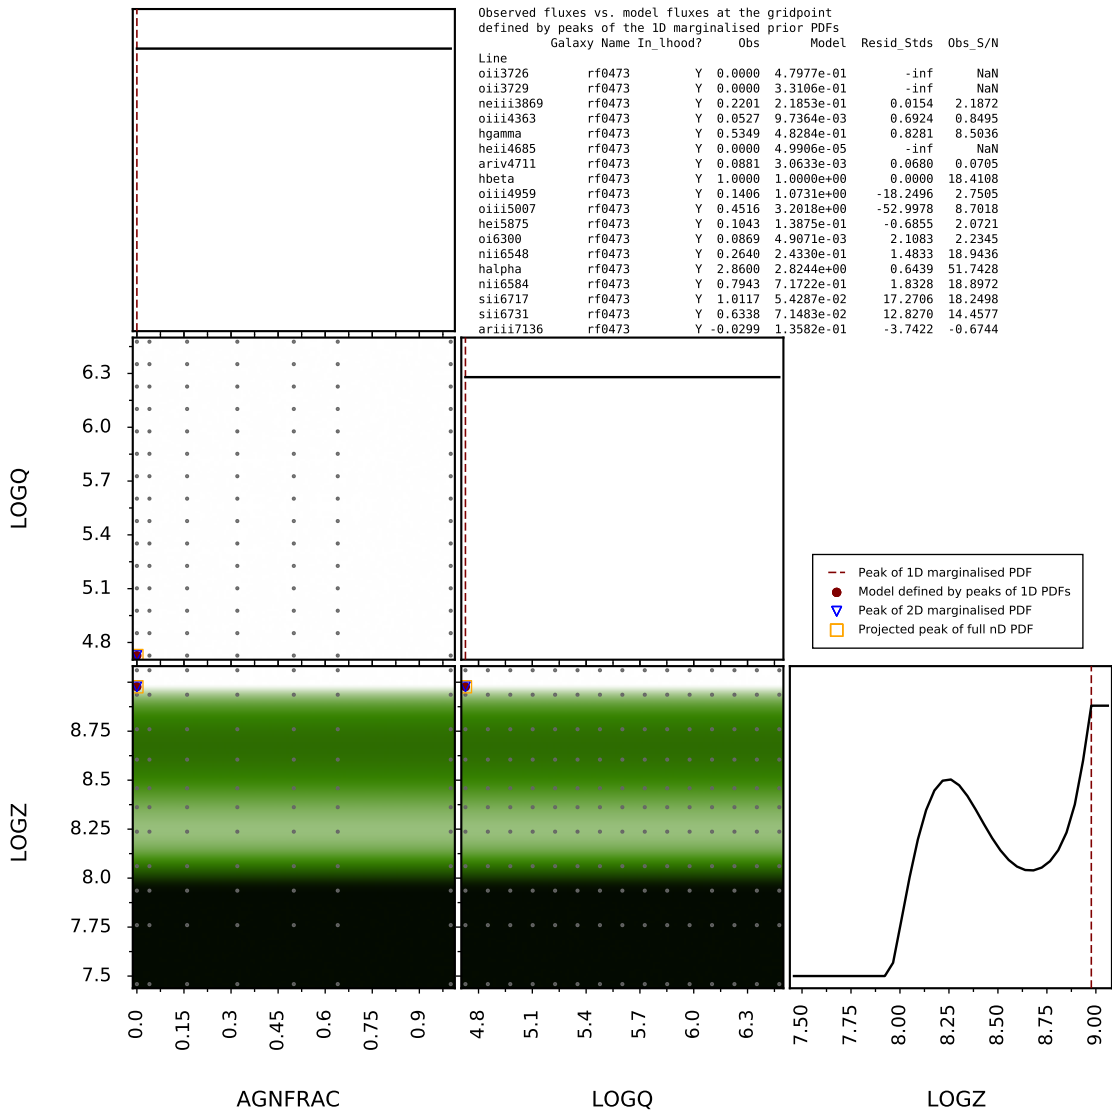 Observed fluxes vs. model fluxes at the gridpoint
defined by peaks of the 1D marginalised prior PDFs
Galaxy Name In_lhood? Obs Model Resid_Stds Obs_S/N
Line
oii3726 rf0473 Y 0.0000 4.7977e-01 -inf NaN
oii3729 rf0473 Y 0.0000 3.3106e-01 -inf NaN
neiii3869 rf0473 Y 0.2201 2.1853e-01 0.0154 2.1872
oiii4363 rf0473 Y 0.0527 9.7364e-03 0.6924 0.8495
hgamma rf0473 Y 0.5349 4.8284e-01 0.8281 8.5036
heii4685 rf0473 Y 0.0000 4.9906e-05 -inf NaN
ariv4711 rf0473 Y 0.0881 3.0633e-03 0.0680 0.0705
hbeta rf0473 Y 1.0000 1.0000e+00 0.0000 18.4108
oiii4959 rf0473 Y 0.1406 1.0731e+00 -18.2496 2.7505
oiii5007 rf0473 Y 0.4516 3.2018e+00 -52.9978 8.7018
hei5875 rf0473 Y 0.1043 1.3875e-01 -0.6855 2.0721
oi6300 rf0473 Y 0.0869 4.9071e-03 2.1083 2.2345
nii6548 rf0473 Y 0.2640 2.4330e-01 1.4833 18.9436
halpha rf0473 Y 2.8600 2.8244e+00 0.6439 51.7428
nii6584 rf0473 Y 0.7943 7.1722e-01 1.8328 18.8972
sii6717 rf0473 Y 1.0117 5.4287e-02 17.2706 18.2498
sii6731 rf0473 Y 0.6338 7.1483e-02 12.8270 14.4577
ariii7136 rf0473 Y -0.0299 1.3582e-01 -3.7422 -0.6744
LOGQ
6.3
6.0
5.7
5.4
5.1
4.8
Peak of 1D marginalised PDF
Model defined by peaks of 1D PDFs
Peak of 2D marginalised PDF
Projected peak of full nD PDF
LOGZ
8.75
8.5
8.25
8.0
7.75
7.5
0.0 0.15 0.3 0.45 0.6 0.75 0.9
4.8 5.1 5.4 5.7 6.0 6.3
7.50 7.75 8.00 8.25 8.50 8.75 9.00
AGNFRAC LOGQ LOGZ